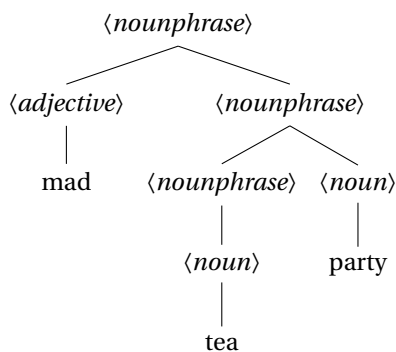 ⟨nounphrase⟩
⟨adjective⟩ ⟨nounphrase⟩
mad ⟨nounphrase⟩ ⟨noun⟩
⟨noun⟩ party
tea